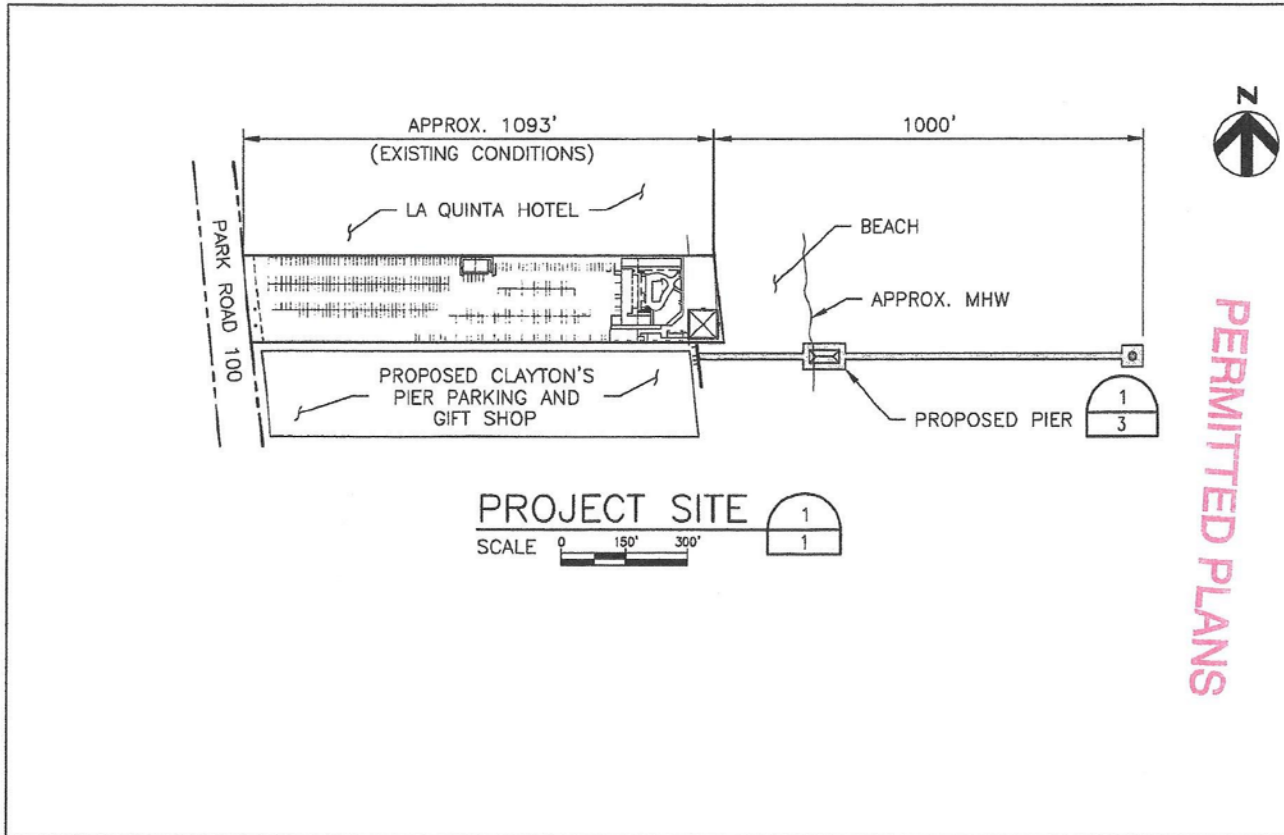 APPROX. 1093'
(EXISTING CONDITIONS)
1000'
N
LA QUINTA HOTEL
BEACH
APPROX. MHW
PARK ROAD 100
PROPOSED CLAYTON'S
PIER PARKING AND
GIFT SHOP
PROPOSED PIER
1
3
PERMITTED PLANS
PROJECT SITE
1
1
SCALE
0 150' 300'